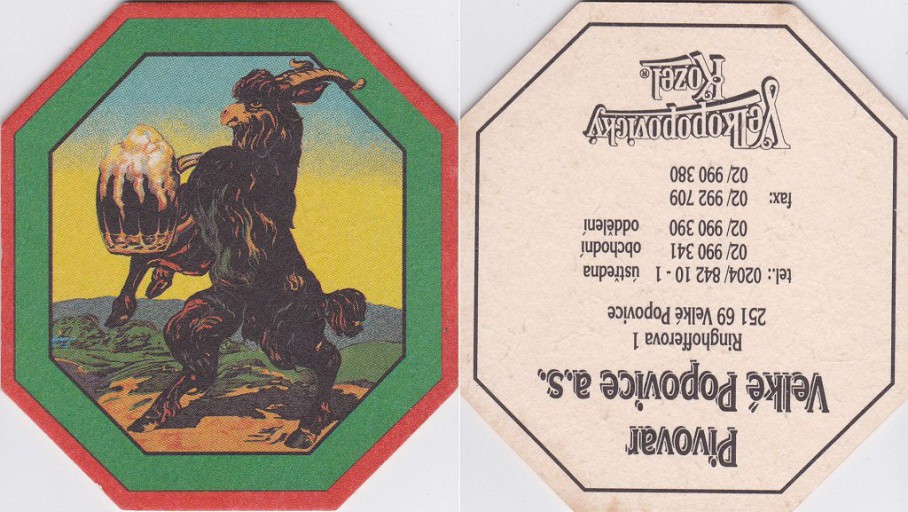 Pivovar
Velké Popovice a.s.
Ringhofferova 1
251 69 Velké Popovice
tel.: 0204/ 842 10 - 1 ústředna
02/ 990 341 obchodní
02/ 990 390 oddělení
fax: 02/ 992 709
02/ 990 380
Velkopopovický
Kozel®